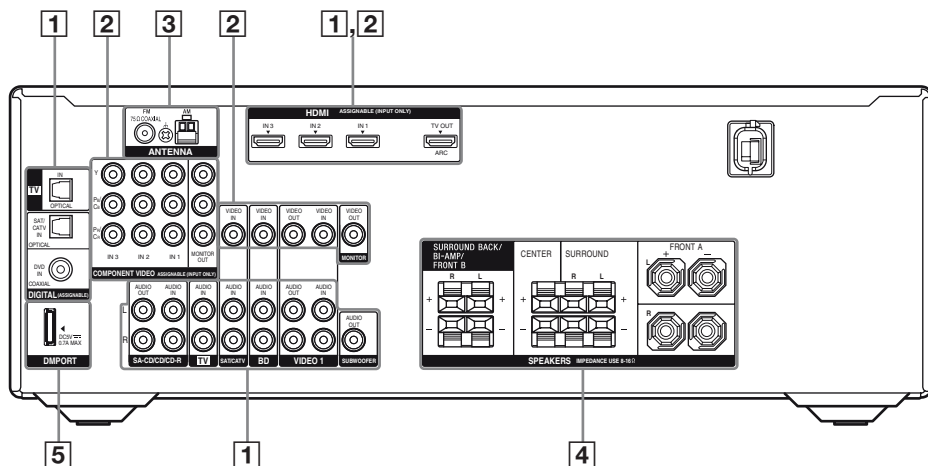 1
2
3
2
1, 2
FM
75Ω COAXIAL
AM
ANTENNA
HDMI ASSIGNABLE (INPUT ONLY)
IN 3
IN 2
IN 1
TV OUT
ARC
TV
IN
OPTICAL
SAT/
CATV
IN
OPTICAL
DVD
IN
COAXIAL
DIGITAL (ASSIGNABLE)
Y
PB/
CB
PR/
CR
IN 3
IN 2
IN 1
MONITOR
OUT
COMPONENT VIDEO ASSIGNABLE (INPUT ONLY)
VIDEO
IN
VIDEO
IN
VIDEO
OUT
VIDEO
IN
VIDEO
OUT
MONITOR
DC5V
0.7A MAX
DMPORT
L
R
AUDIO
OUT
AUDIO
IN
SA-CD/CD/CD-R
AUDIO
IN
TV
AUDIO
IN
SAT/CATV
AUDIO
IN
BD
AUDIO
OUT
AUDIO
IN
VIDEO 1
AUDIO
OUT
SUBWOOFER
SURROUND BACK/
BI-AMP/
FRONT B
R L
+
–
CENTER
SURROUND
R L
+ +
– –
FRONT A
+ –
L
R
SPEAKERS IMPEDANCE USE 8-16Ω
5
1
4